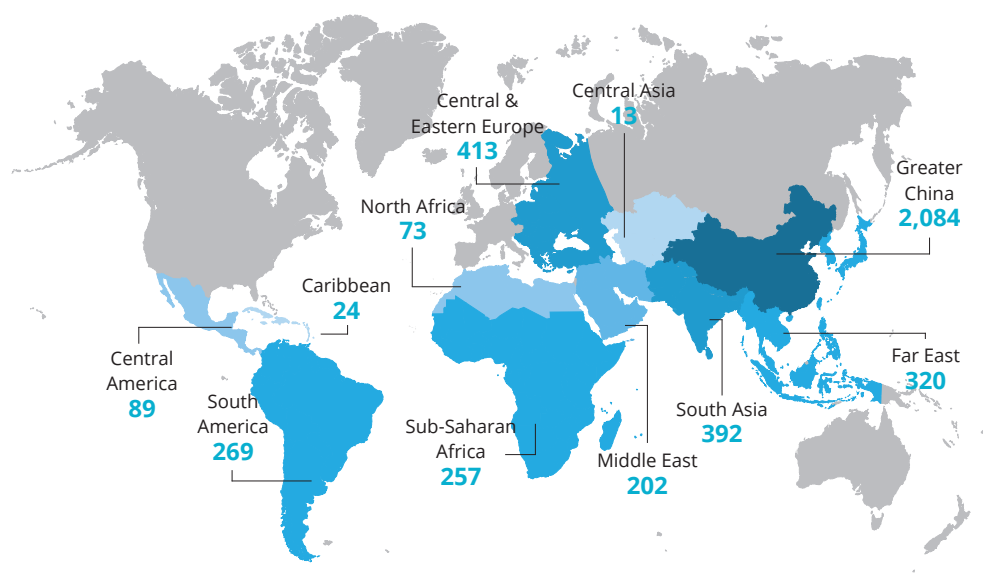 Central Asia
13
Central &
Eastern Europe
413
Greater
China
2,084
North Africa
73
Caribbean
24
Central
America
89
South
America
269
Sub-Saharan
Africa
257
Middle East
202
South Asia
392
Far East
320